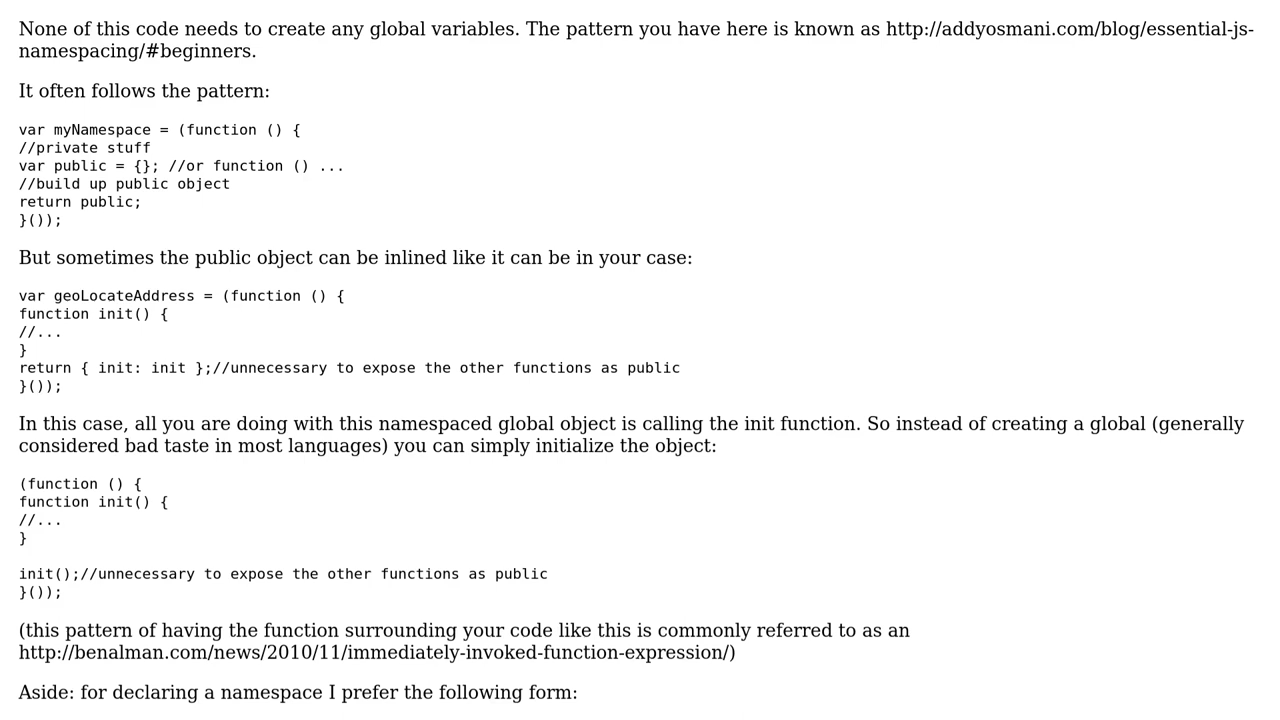 None of this code needs to create any global variables. The pattern you have here is known as http://addyosmani.com/blog/essential-js-
namespacing/#beginners.
It often follows the pattern:
var myNamespace = (function () {
//private stuff
var public = {}; //or function () ...
//build up public object
return public;
}());
But sometimes the public object can be inlined like it can be in your case:
var geoLocateAddress = (function () {
function init() {
//...
}
return { init: init };//unnecessary to expose the other functions as public
}());
In this case, all you are doing with this namespaced global object is calling the init function. So instead of creating a global (generally
considered bad taste in most languages) you can simply initialize the object:
(function () {
function init() {
//...
}
init();//unnecessary to expose the other functions as public
}());
(this pattern of having the function surrounding your code like this is commonly referred to as an
http://benalman.com/news/2010/11/immediately-invoked-function-expression/)
Aside: for declaring a namespace I prefer the following form: